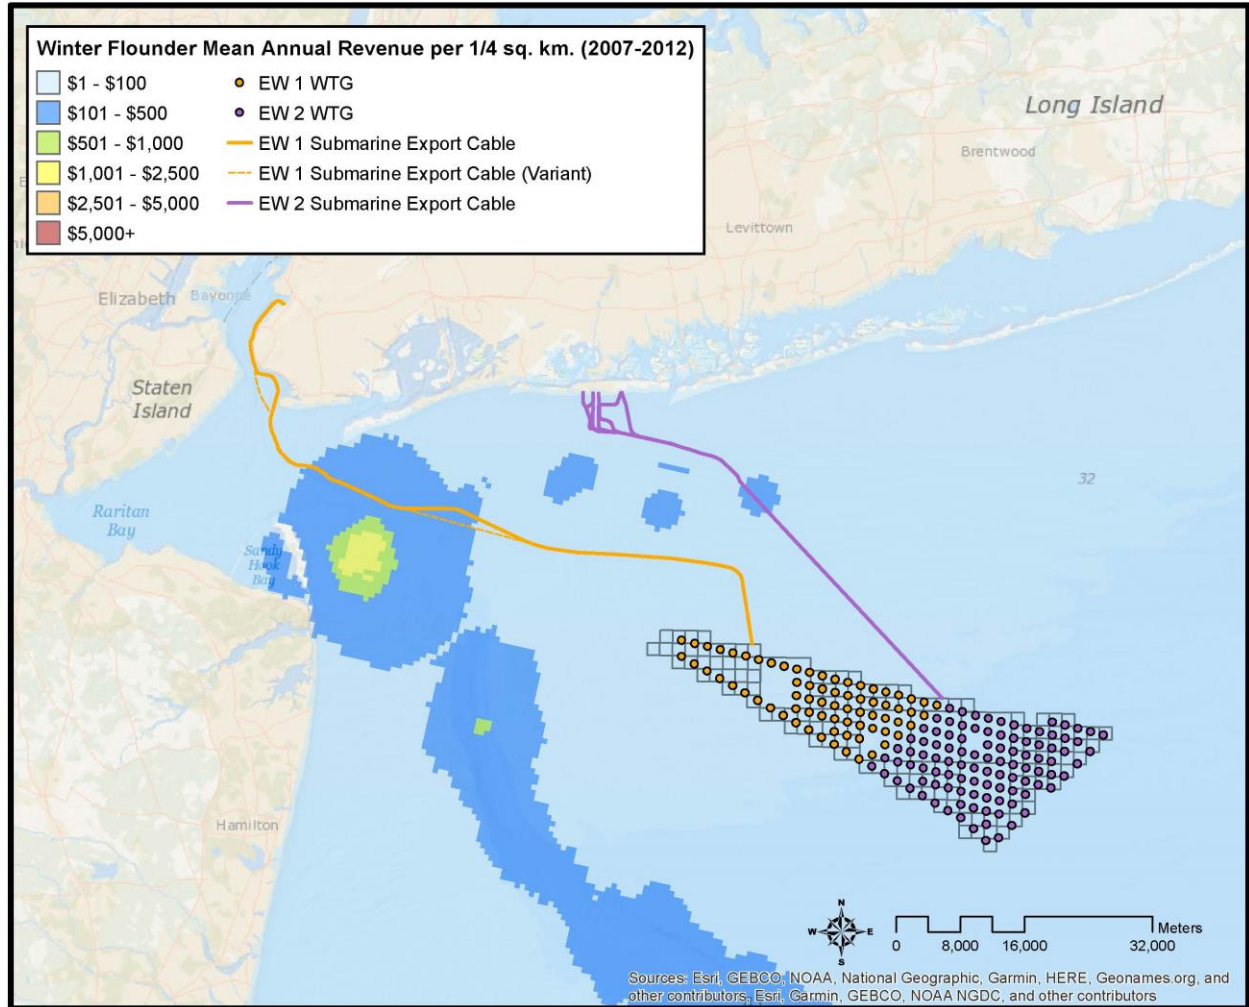 Winter Flounder Mean Annual Revenue per 1/4 sq. km. (2007-2012)
$1 - $100
$101 - $500
$501 - $1,000
$1,001 - $2,500
$2,501 - $5,000
$5,000+
EW 1 WTG
EW 2 WTG
EW 1 Submarine Export Cable
EW 1 Submarine Export Cable (Variant)
EW 2 Submarine Export Cable
Long Island
Brentwood
Levittown
Elizabeth
Bayonne
Staten
Island
32
Raritan
Bay
Sandy
Hook
Bay
Hamilton
N
W
E
S
Meters
0
8,000
16,000
32,000
Sources: Esri, GEBCO, NOAA, National Geographic, Garmin, HERE, Geonames.org, and
other contributors, Esri, Garmin, GEBCO, NOAA NGDC, and other contributors